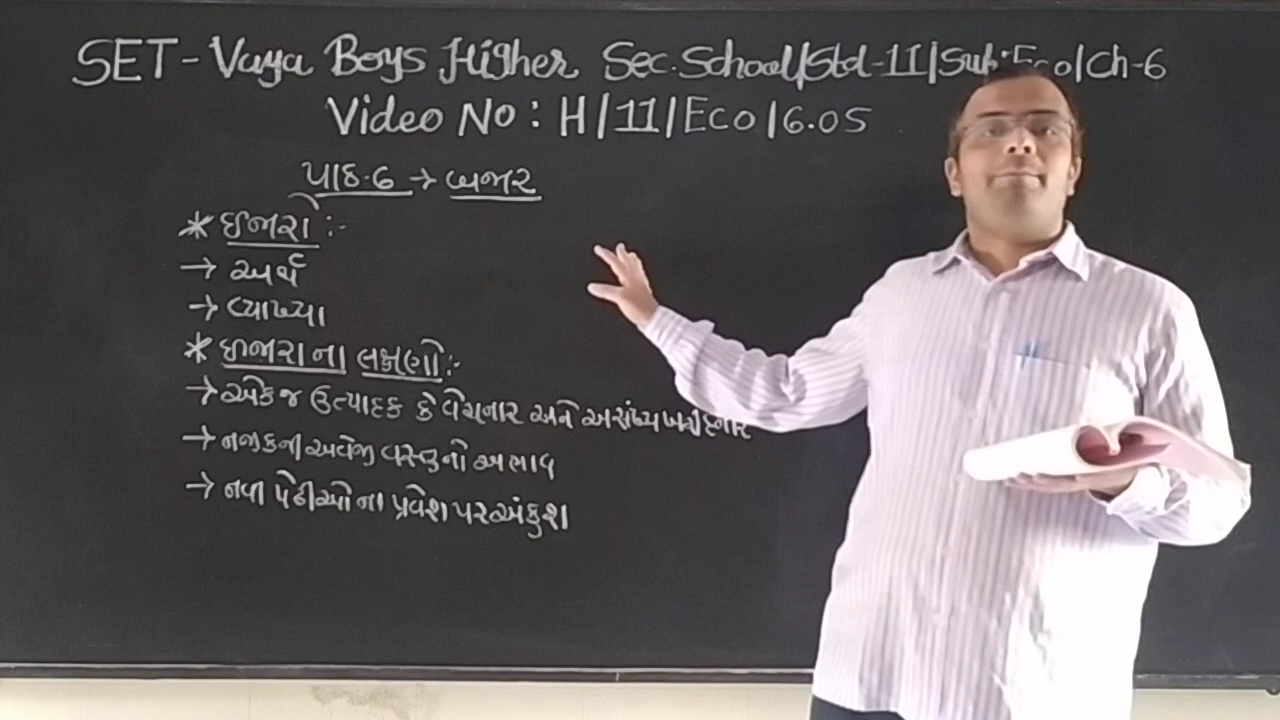 SET - Vaya Boys Higher Sec. School/Std-11/Sub:Eco/Ch-6
Video No : H/11/Eco/6.05
પાઠ-6 → બજાર
* ઈજારો :-
→ અર્થ
→ વ્યાખ્યા
* ઈજારાના લક્ષણો :-
→ એક જ ઉત્પાદક કે વેચનાર અને અસંખ્ય ખરીદનાર
→ નજીકની અવેજી વસ્તુનો અભાવ
→ નવી પેઢીઓના પ્રવેશ પર અંકુશ